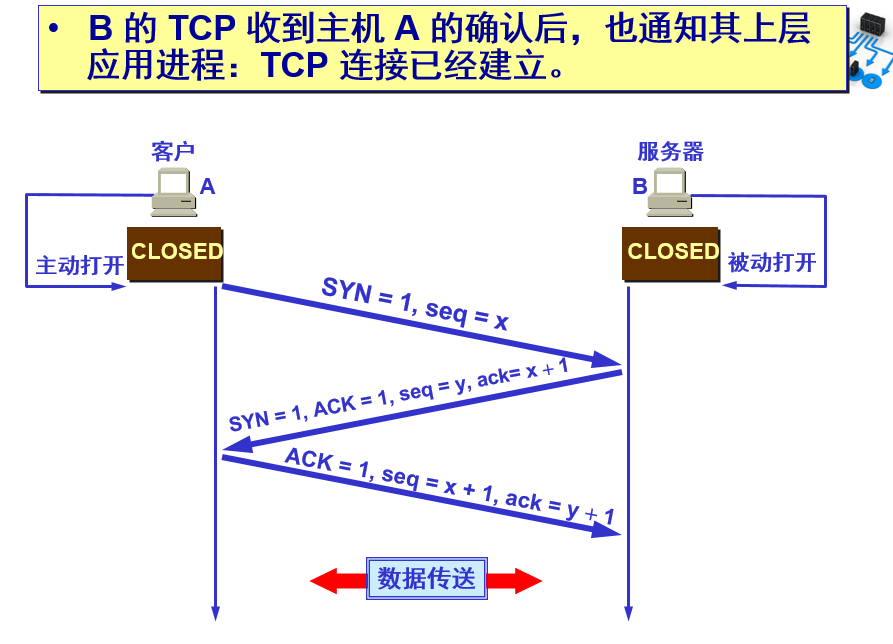 • B 的 TCP 收到主机 A 的确认后，也通知其上层
应用进程：TCP 连接已经建立。
客户
服务器
A
B
CLOSED
CLOSED
主动打开
被动打开
SYN = 1, seq = x
SYN = 1, ACK = 1, seq = y, ack= x + 1
ACK = 1, seq = x + 1, ack = y + 1
数据传送